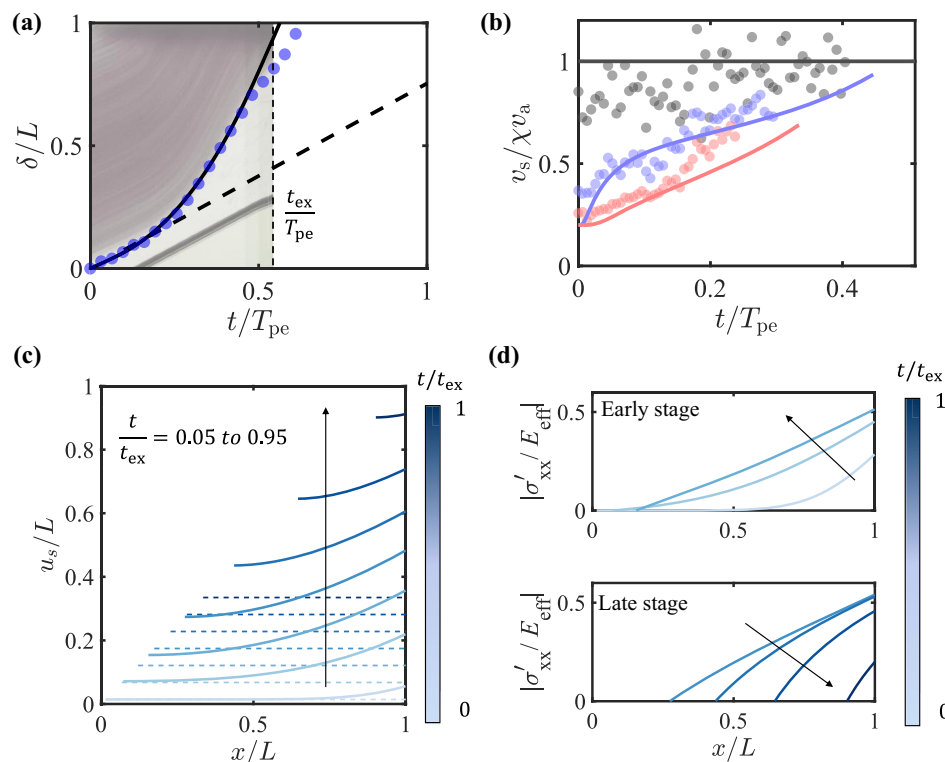 (a)
1
0.5
0
δ/L
0
0.5
1
t/T_pe
t_ex
T_pe
(b)
1
0.5
0
v_s/χv_a
0
0.2
0.4
t/T_pe
(c)
1
0.8
0.6
0.4
0.2
0
u_s/L
t/t_ex = 0.05 to 0.95
0
0.5
1
x/L
t/t_ex
1
0
(d)
Early stage
0.5
0
|σ′_xx/E_eff|
0
0.5
1
Late stage
0.5
0
|σ′_xx/E_eff|
0
0.5
1
x/L
t/t_ex
1
0